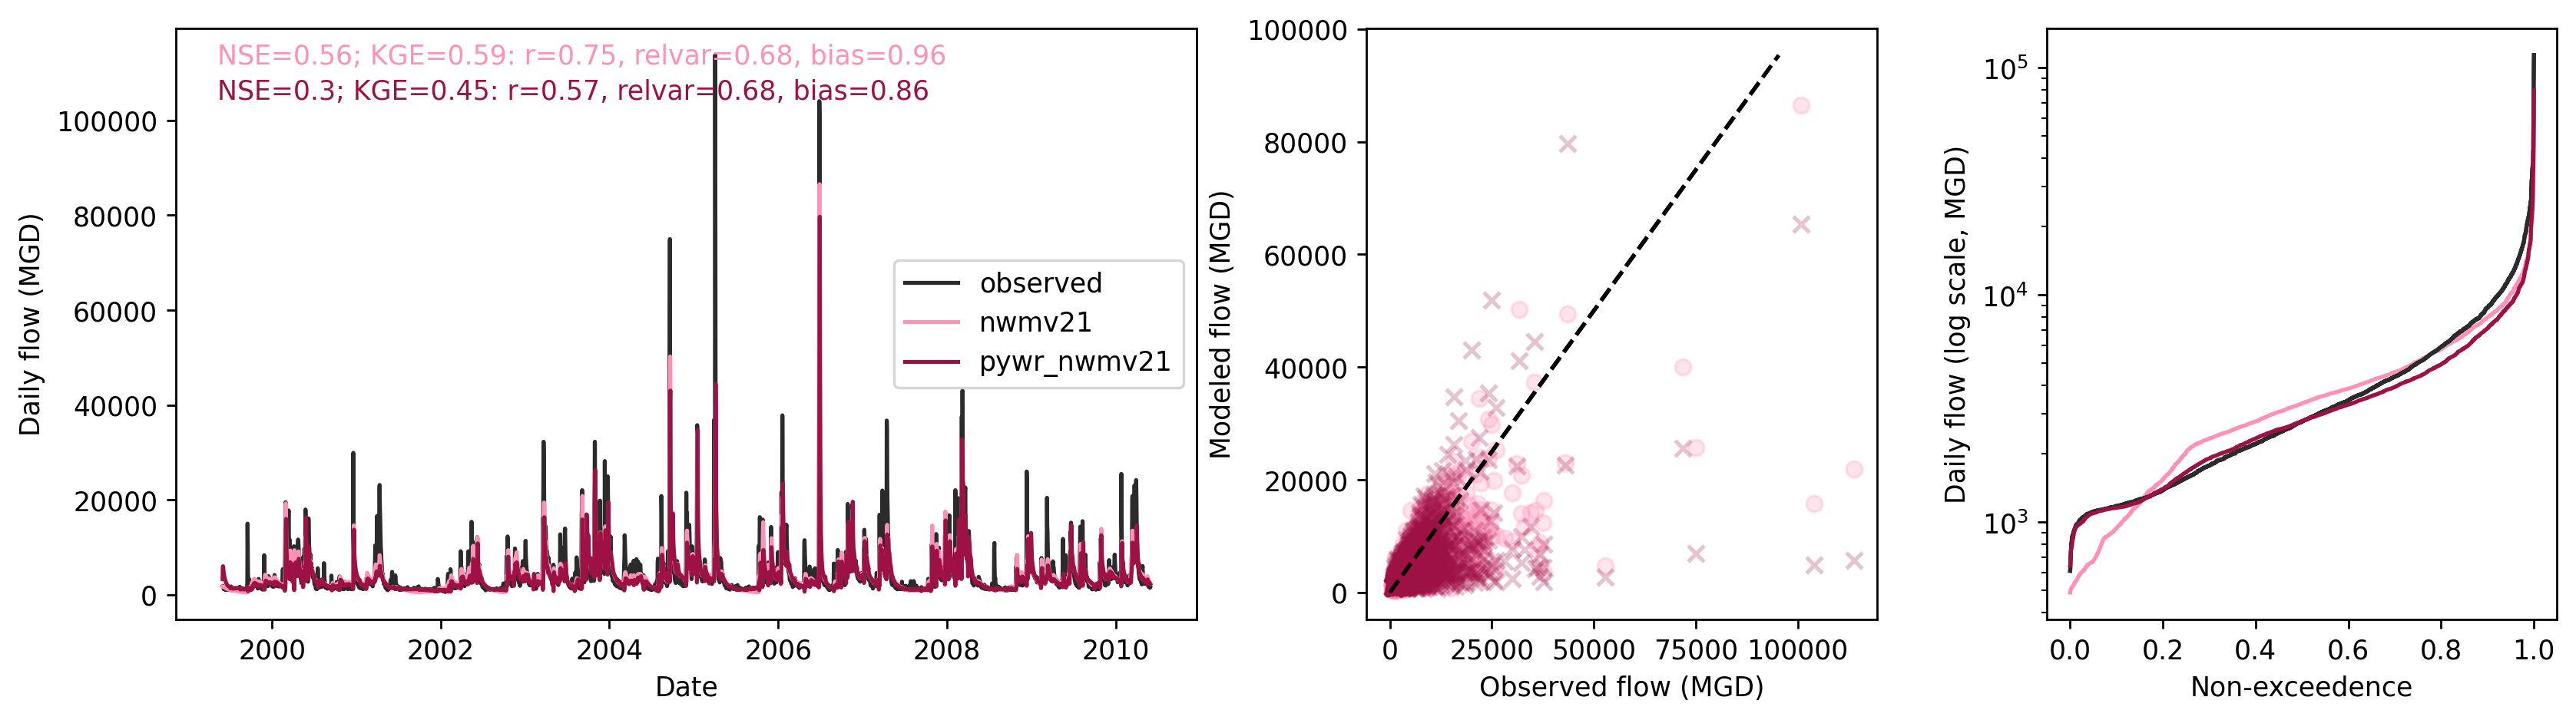 NSE=0.56; KGE=0.59: r=0.75, relvar=0.68, bias=0.96
NSE=0.3; KGE=0.45: r=0.57, relvar=0.68, bias=0.86
100000
80000
60000
40000
20000
0
Daily flow (MGD)
observed
nwmv21
pywr_nwmv21
2000 2002 2004 2006 2008 2010
Date
100000
80000
60000
40000
20000
0
Modeled flow (MGD)
0 25000 50000 75000 100000
Observed flow (MGD)
10^5
10^4
10^3
Daily flow (log scale, MGD)
0.0 0.2 0.4 0.6 0.8 1.0
Non-exceedence